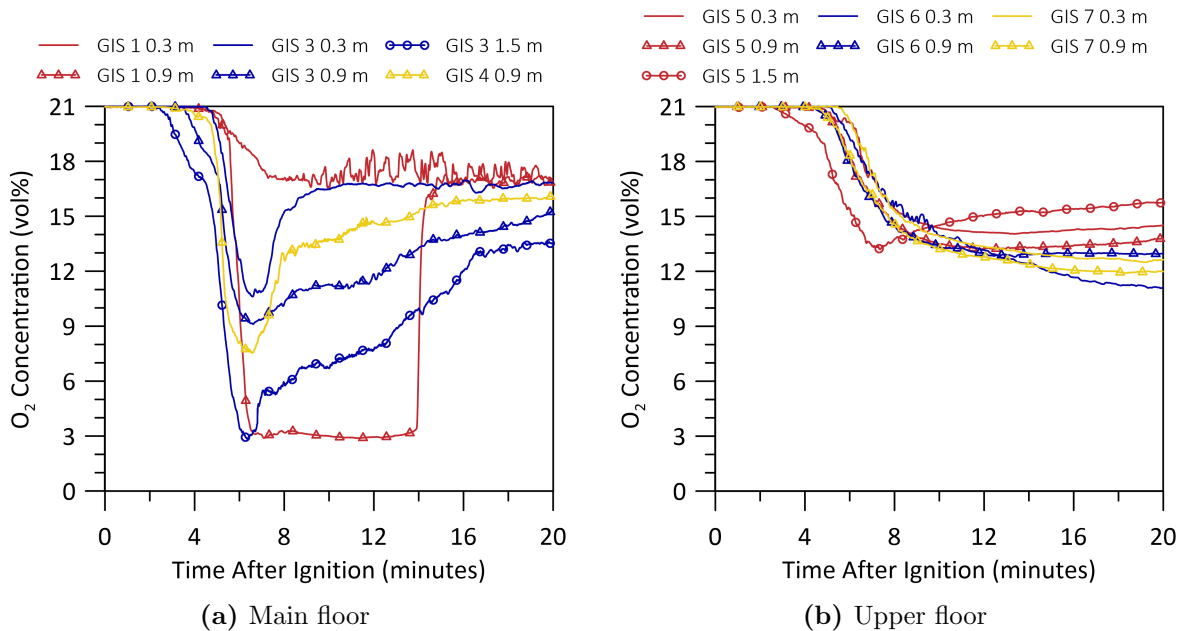 GIS 1 0.3 m GIS 3 0.3 m GIS 3 1.5 m
GIS 1 0.9 m GIS 3 0.9 m GIS 4 0.9 m
21
18
15
12
9
6
3
0
O2 Concentration (vol%)
0 4 8 12 16 20
Time After Ignition (minutes)
(a) Main floor
GIS 5 0.3 m GIS 6 0.3 m GIS 7 0.3 m
GIS 5 0.9 m GIS 6 0.9 m GIS 7 0.9 m
GIS 5 1.5 m
21
18
15
12
9
6
3
0
O2 Concentration (vol%)
0 4 8 12 16 20
Time After Ignition (minutes)
(b) Upper floor